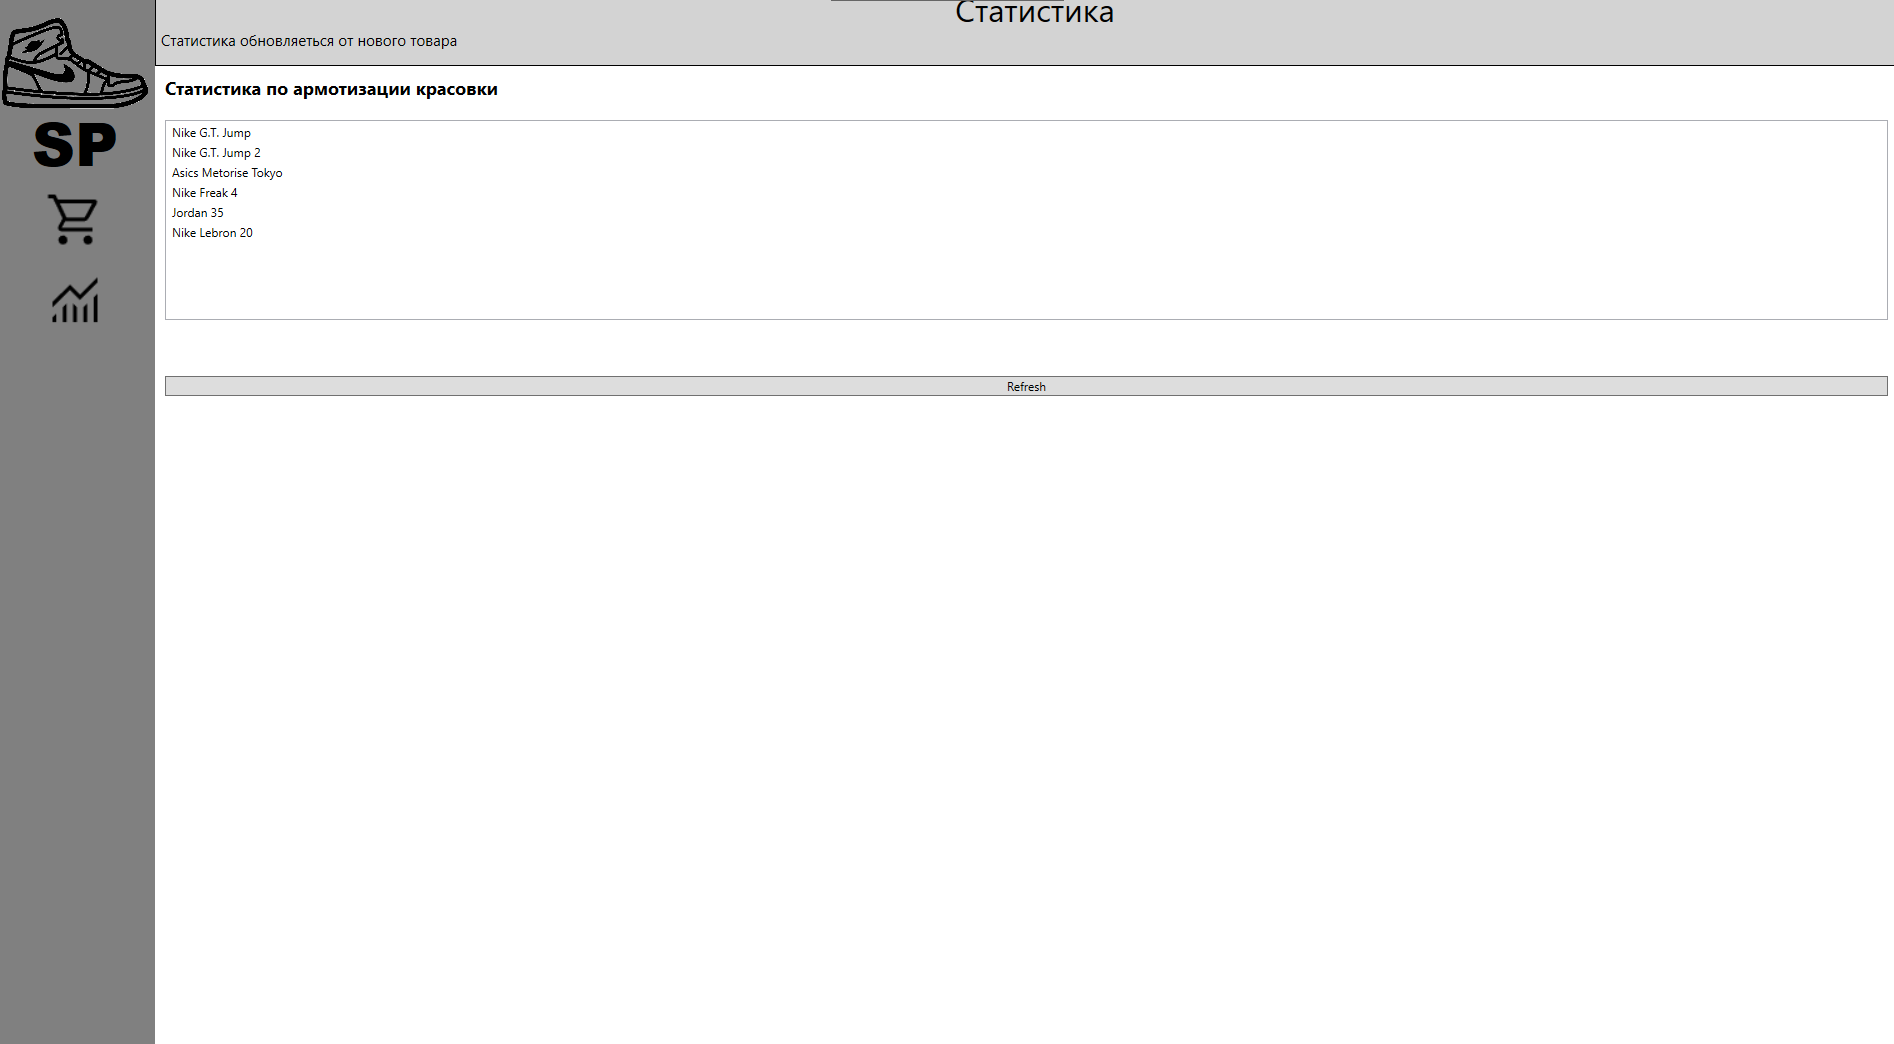 Статистика
Статистика обновляеться от нового товара
SP
Статистика по армотизации красовки
Nike G.T. Jump
Nike G.T. Jump 2
Asics Metorise Tokyo
Nike Freak 4
Jordan 35
Nike Lebron 20
Refresh